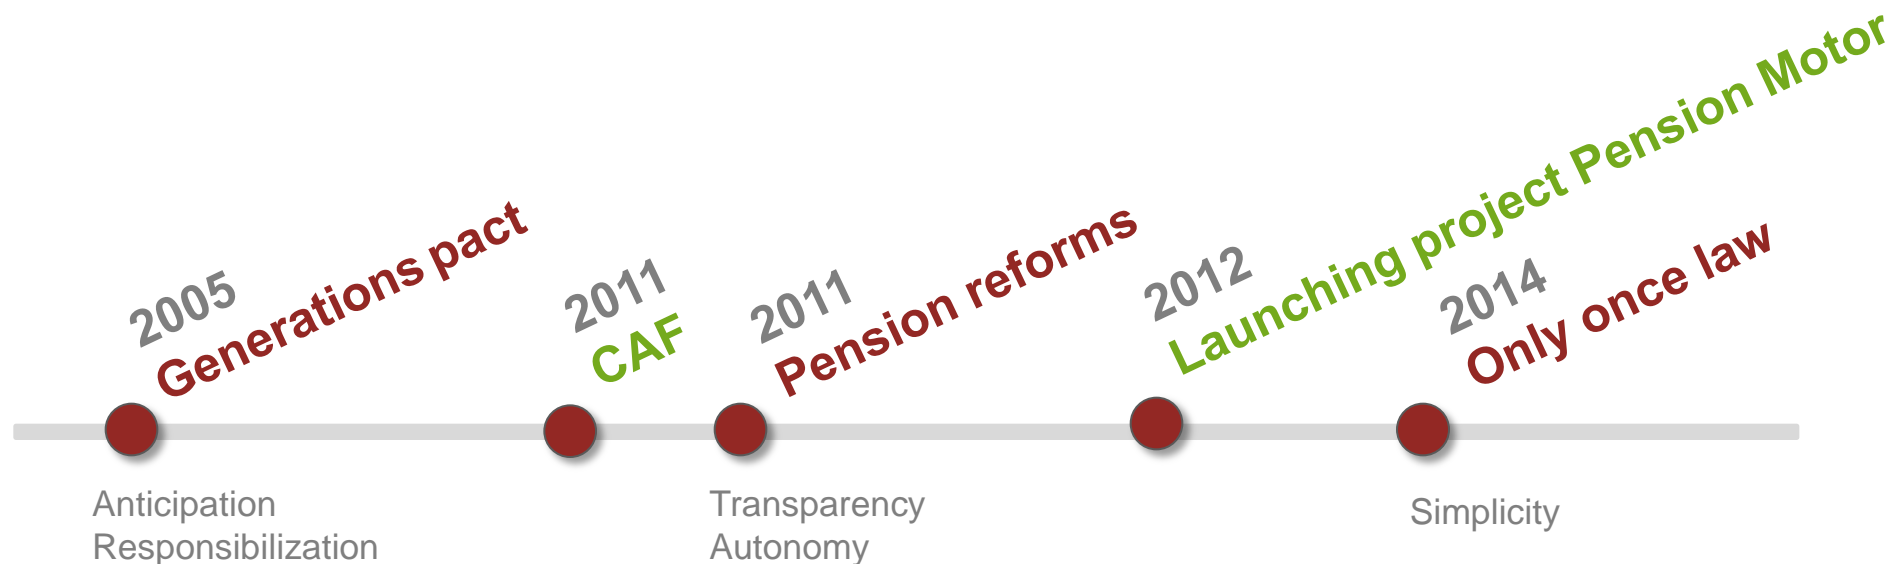 2005
Generations pact
2011
CAF
2011
Pension reforms
2012
Launching project Pension Motor
2014
Only once law
Anticipation
Responsibilization
Transparency
Autonomy
Simplicity